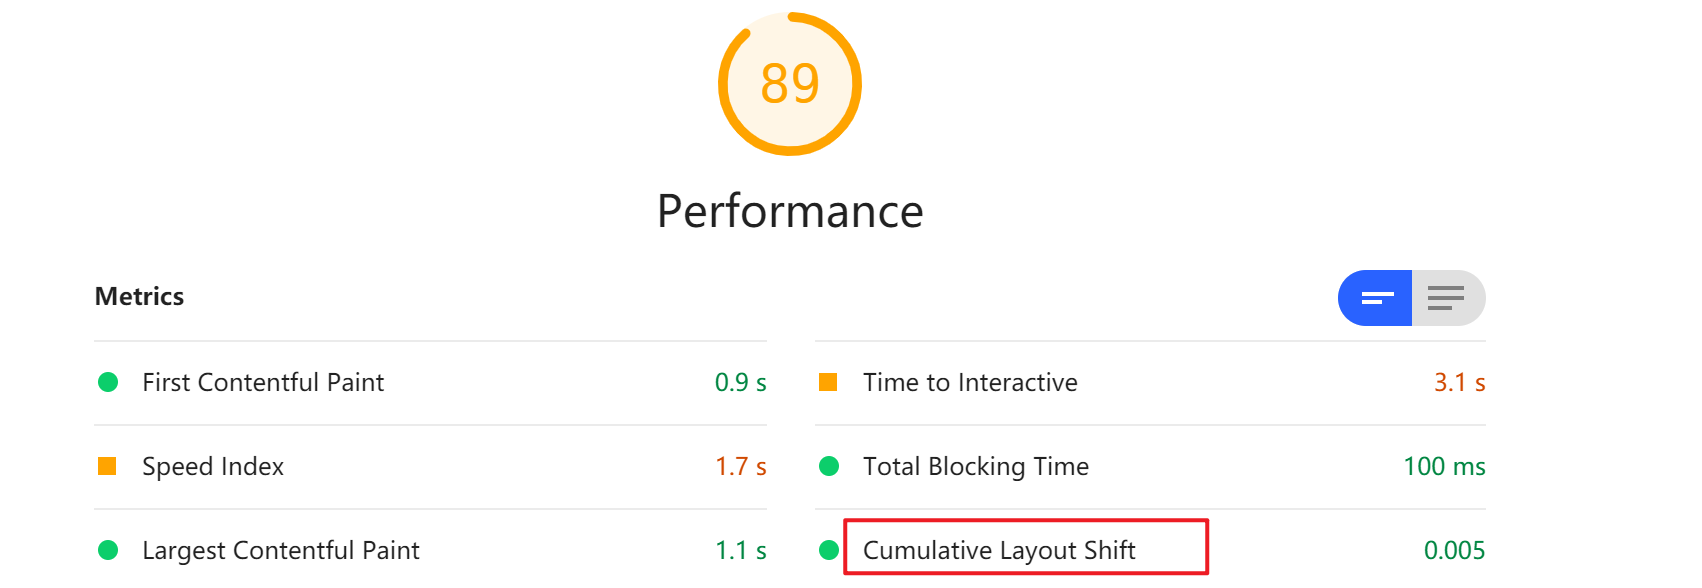 89
Performance
Metrics
First Contentful Paint 0.9 s
Time to Interactive 3.1 s
Speed Index 1.7 s
Total Blocking Time 100 ms
Largest Contentful Paint 1.1 s
Cumulative Layout Shift 0.005